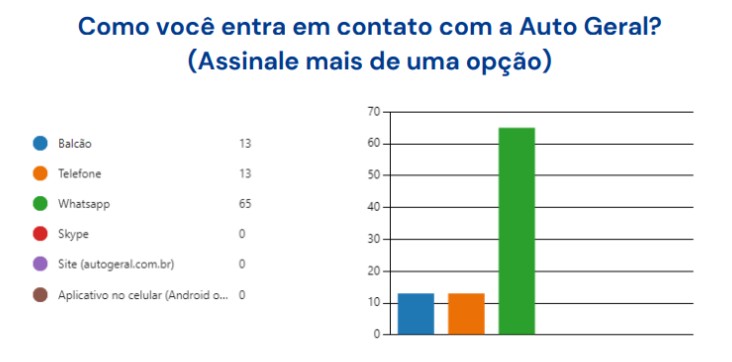 Como você entra em contato com a Auto Geral?
(Assinale mais de uma opção)
Balcão 13
Telefone 13
Whatsapp 65
Skype 0
Site (autogeral.com.br) 0
Aplicativo no celular (Android o... 0
70
60
50
40
30
20
10
0